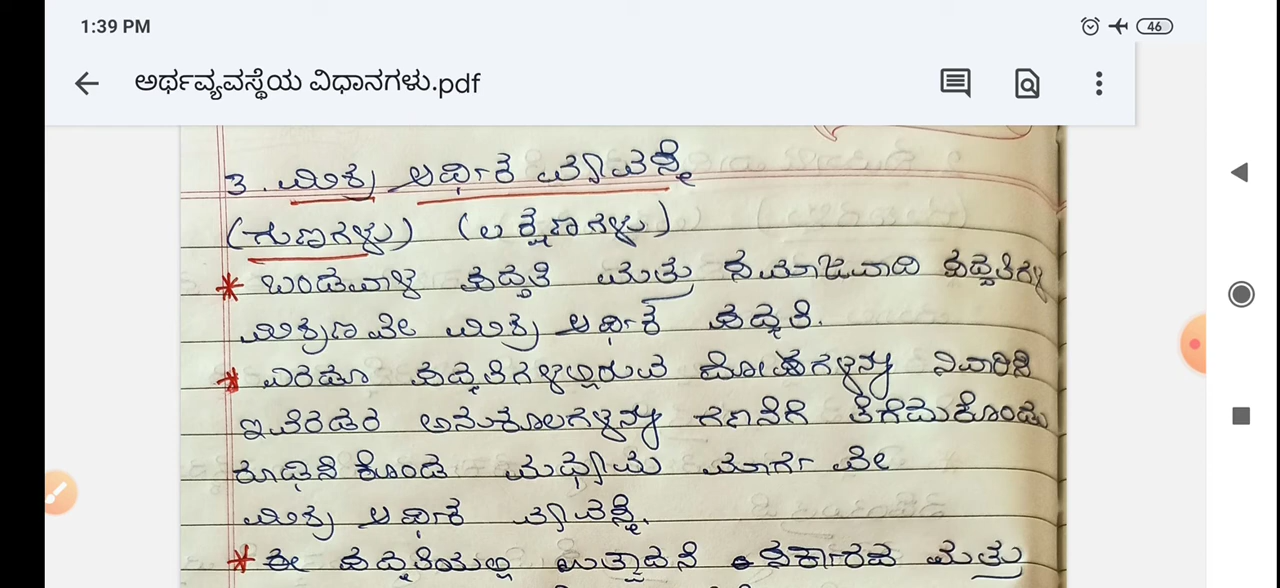 1:39 PM
46
ಅರ್ಥವ್ಯವಸ್ಥೆಯ ವಿಧಾನಗಳು.pdf
3. ಮಿಶ್ರ ಆರ್ಥಿಕ ವ್ಯವಸ್ಥೆ
(ಗುಣಗಳು) (ಲಕ್ಷಣಗಳು)
* ಬಂಡವಾಳ ಪದ್ಧತಿ ಮತ್ತು ಸಮಾಜವಾದಿ ಪದ್ಧತಿಗಳ
ಮಿಶ್ರಣವೇ ಮಿಶ್ರ ಆರ್ಥಿಕ ಪದ್ಧತಿ.
* ಎರಡೂ ಪದ್ಧತಿಗಳಲ್ಲಿರುವ ದೋಷಗಳನ್ನು ನಿವಾರಿಸಿ
ಇವೆರಡರ ಅನುಕೂಲಗಳನ್ನು ಗಣನೆಗೆ ತೆಗೆದುಕೊಂಡು
ರೂಢಿಸಿಕೊಂಡ ಮಧ್ಯಮ ಮಾರ್ಗವೇ
ಮಿಶ್ರ ಆರ್ಥಿಕ ವ್ಯವಸ್ಥೆ.
* ಈ ಪದ್ಧತಿಯಲ್ಲಿ ಉತ್ಪಾದನೆ ಸರ್ಕಾರದ ಮತ್ತು